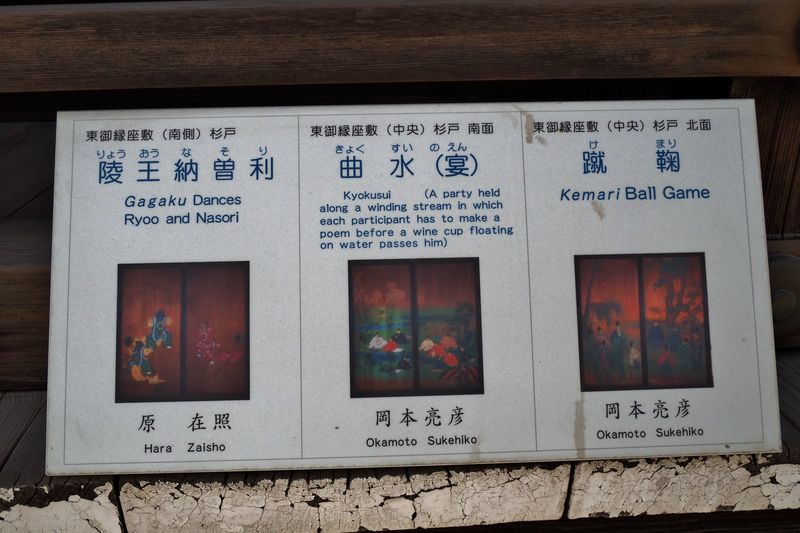 東御縁座敷（南側）杉戸
りょう おう な そ り
陵王納曽利
Gagaku Dances
Ryoo and Nasori
原 在照
Hara Zaisho
東御縁座敷（中央）杉戸 南面
きょく すい の えん
曲水（宴）
Kyokusui (A party held
along a winding stream in which
each participant has to make a
poem before a wine cup floating
on water passes him)
岡本亮彦
Okamoto Sukehiko
東御縁座敷（中央）杉戸 北面
け まり
蹴鞠
Kemari Ball Game
岡本亮彦
Okamoto Sukehiko